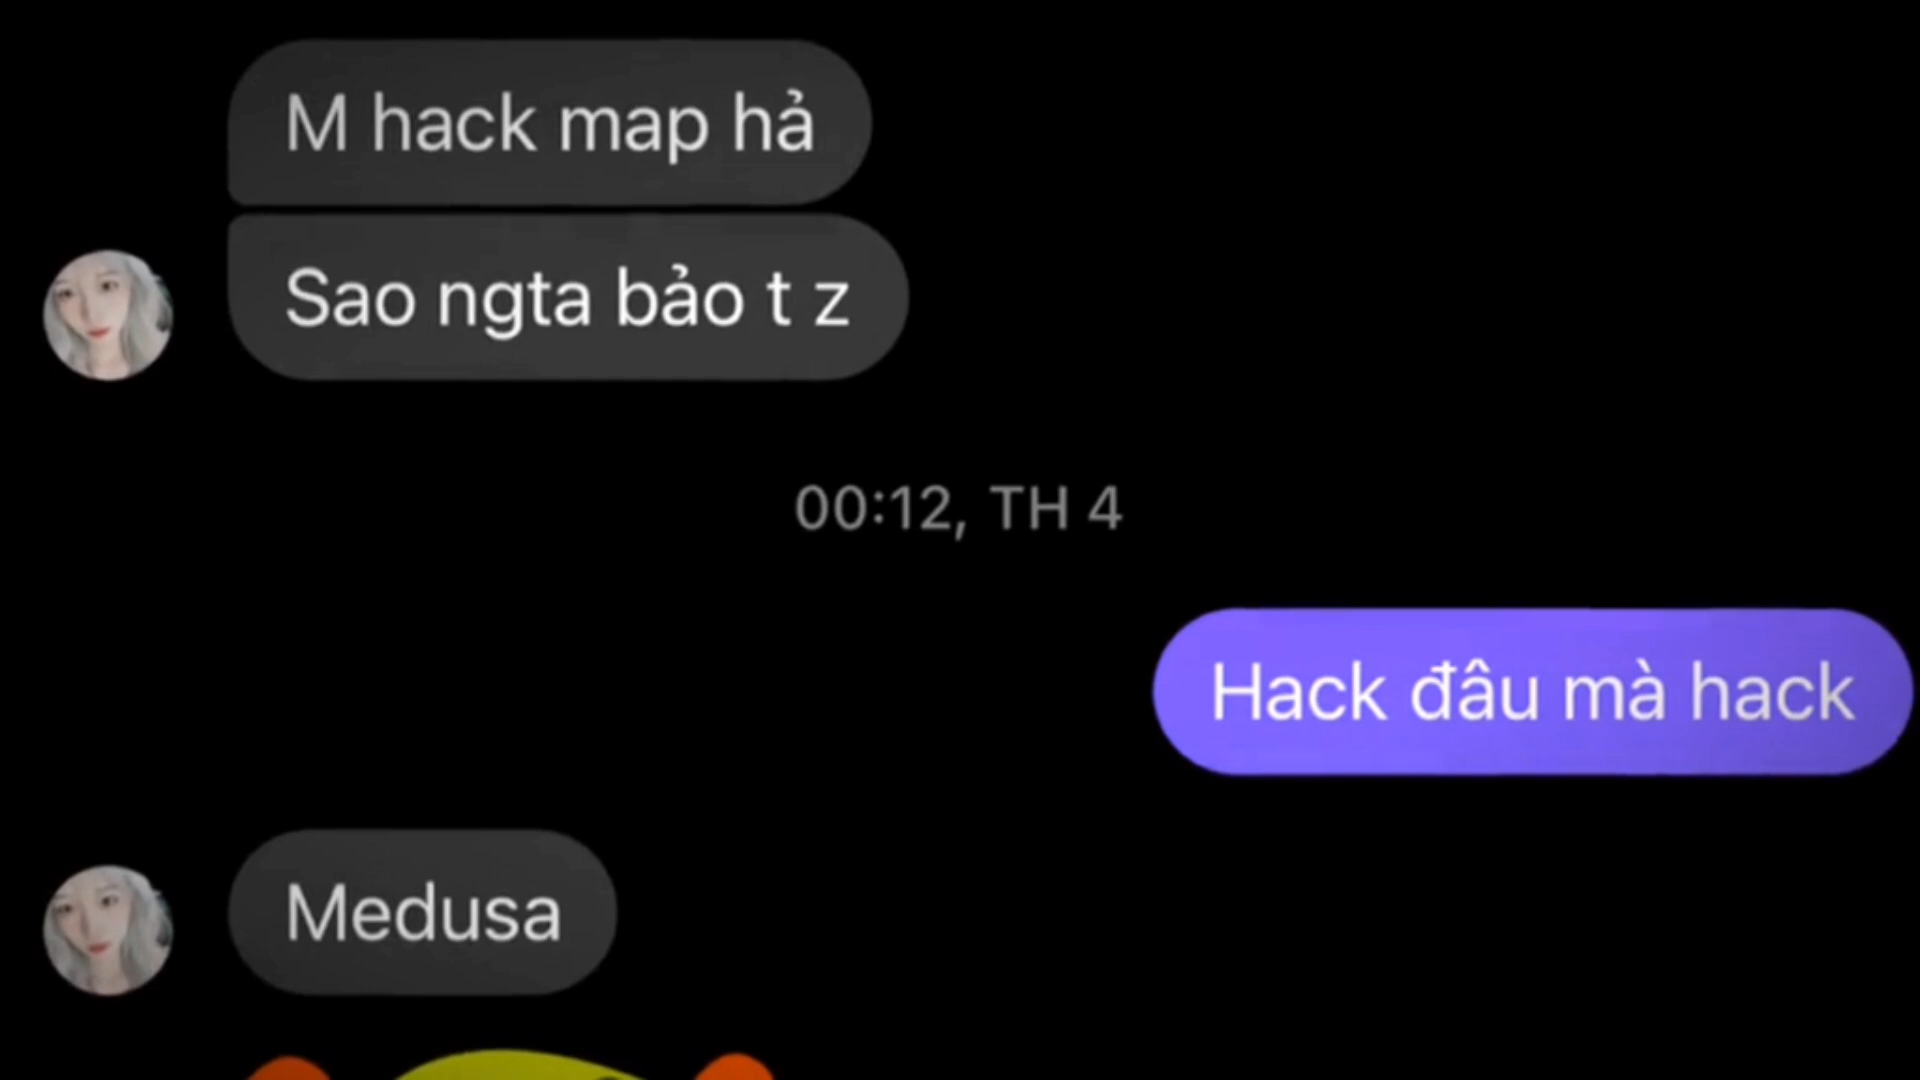 M hack map hả
Sao ngta bảo t z
00:12, TH 4
Hack đâu mà hack
Medusa